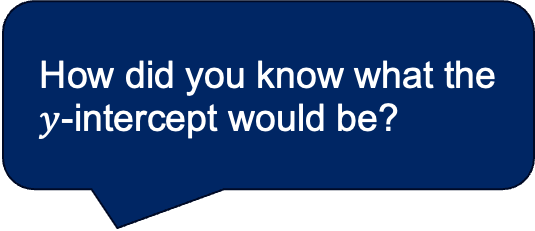 How did you know what the
y-intercept would be?